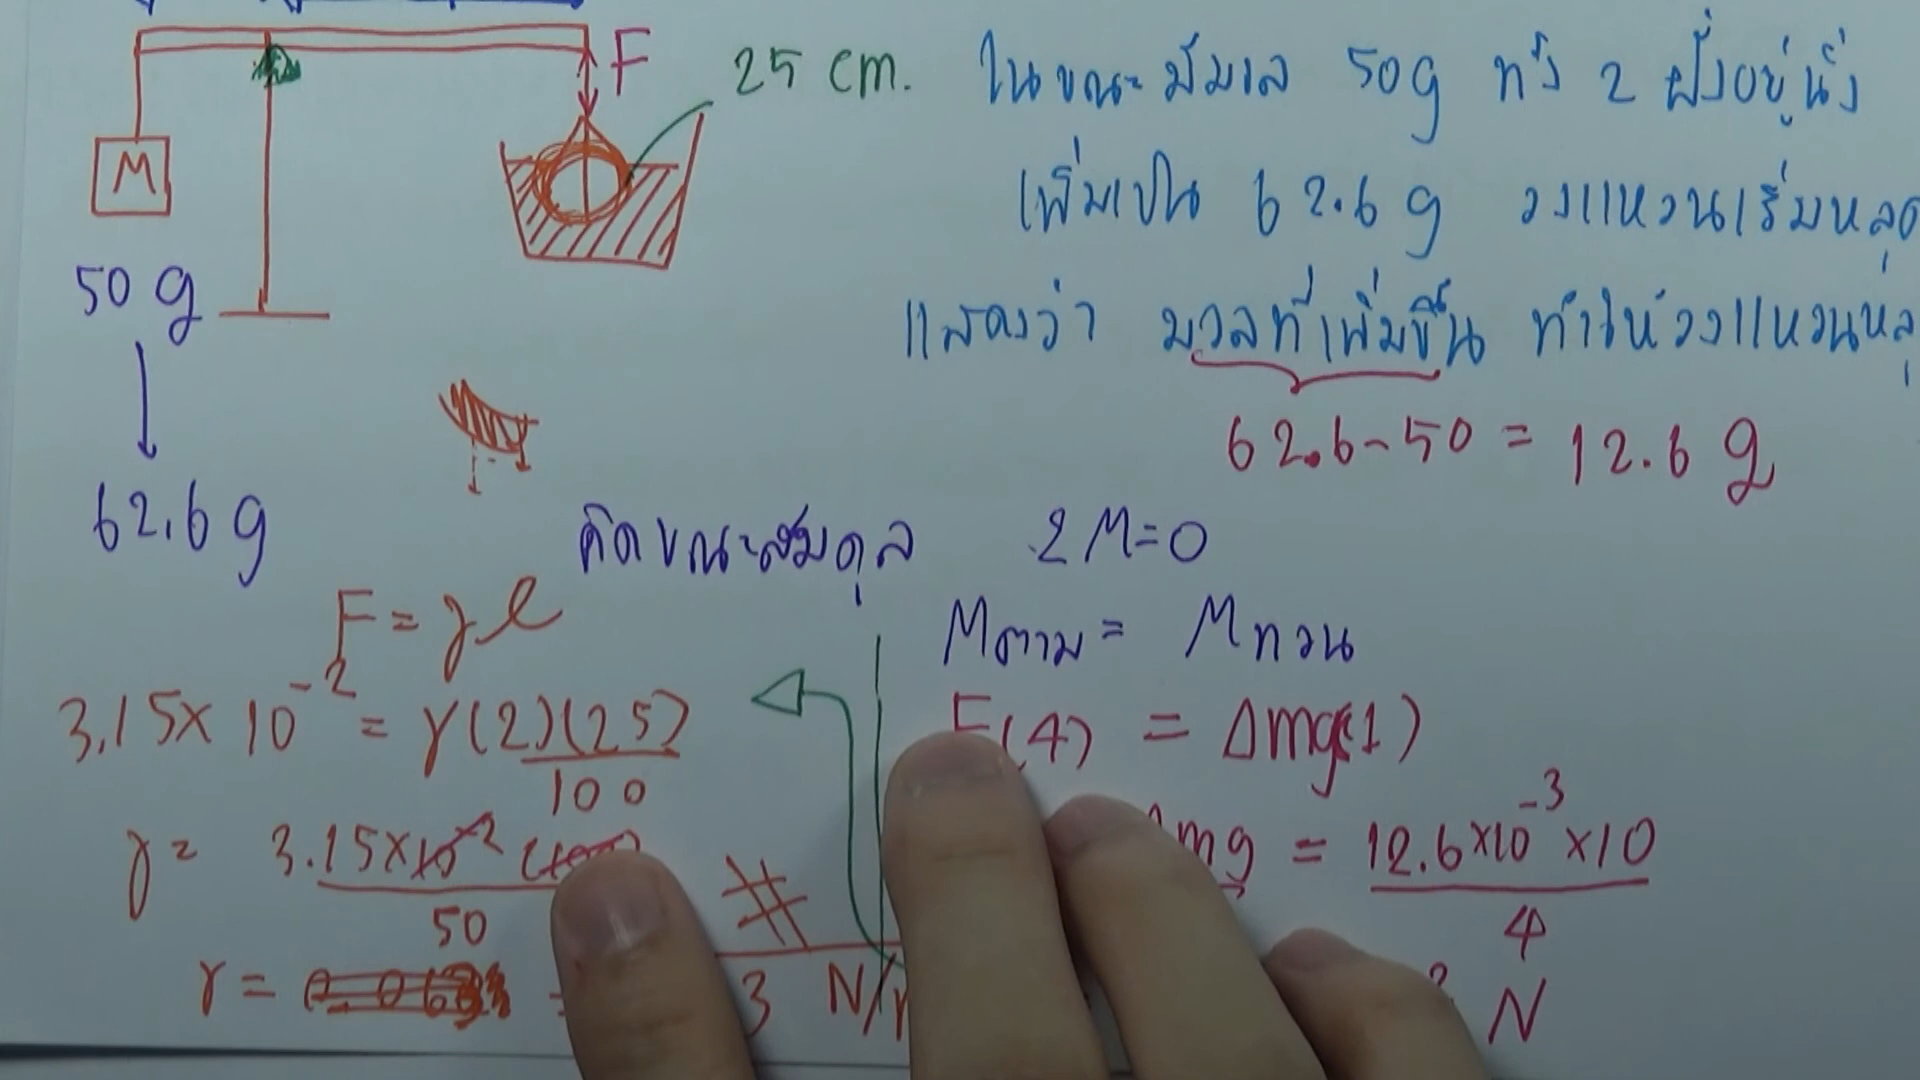 F
25 cm.
M
50 g
62.6 g
ในขณะมีมวล 50g ทั้ง 2 ฝั่งอยู่นิ่ง
เพิ่มเป็น 62.6 g วงแหวนเริ่มหลุด
แสดงว่า มวลที่เพิ่มขึ้น ทำให้วงแหวนหลุ
62.6-50 = 12.6 g
คิดขณะสมดุล ΣM=0
Mตาม = Mทวน
F(4) = Δmg(1)
mg = 12.6×10⁻³×10
4
N
F = γl
3.15×10⁻² = γ(2)(25)
100
γ = 3.15×10⁻² (100)
50
γ =
3 N/